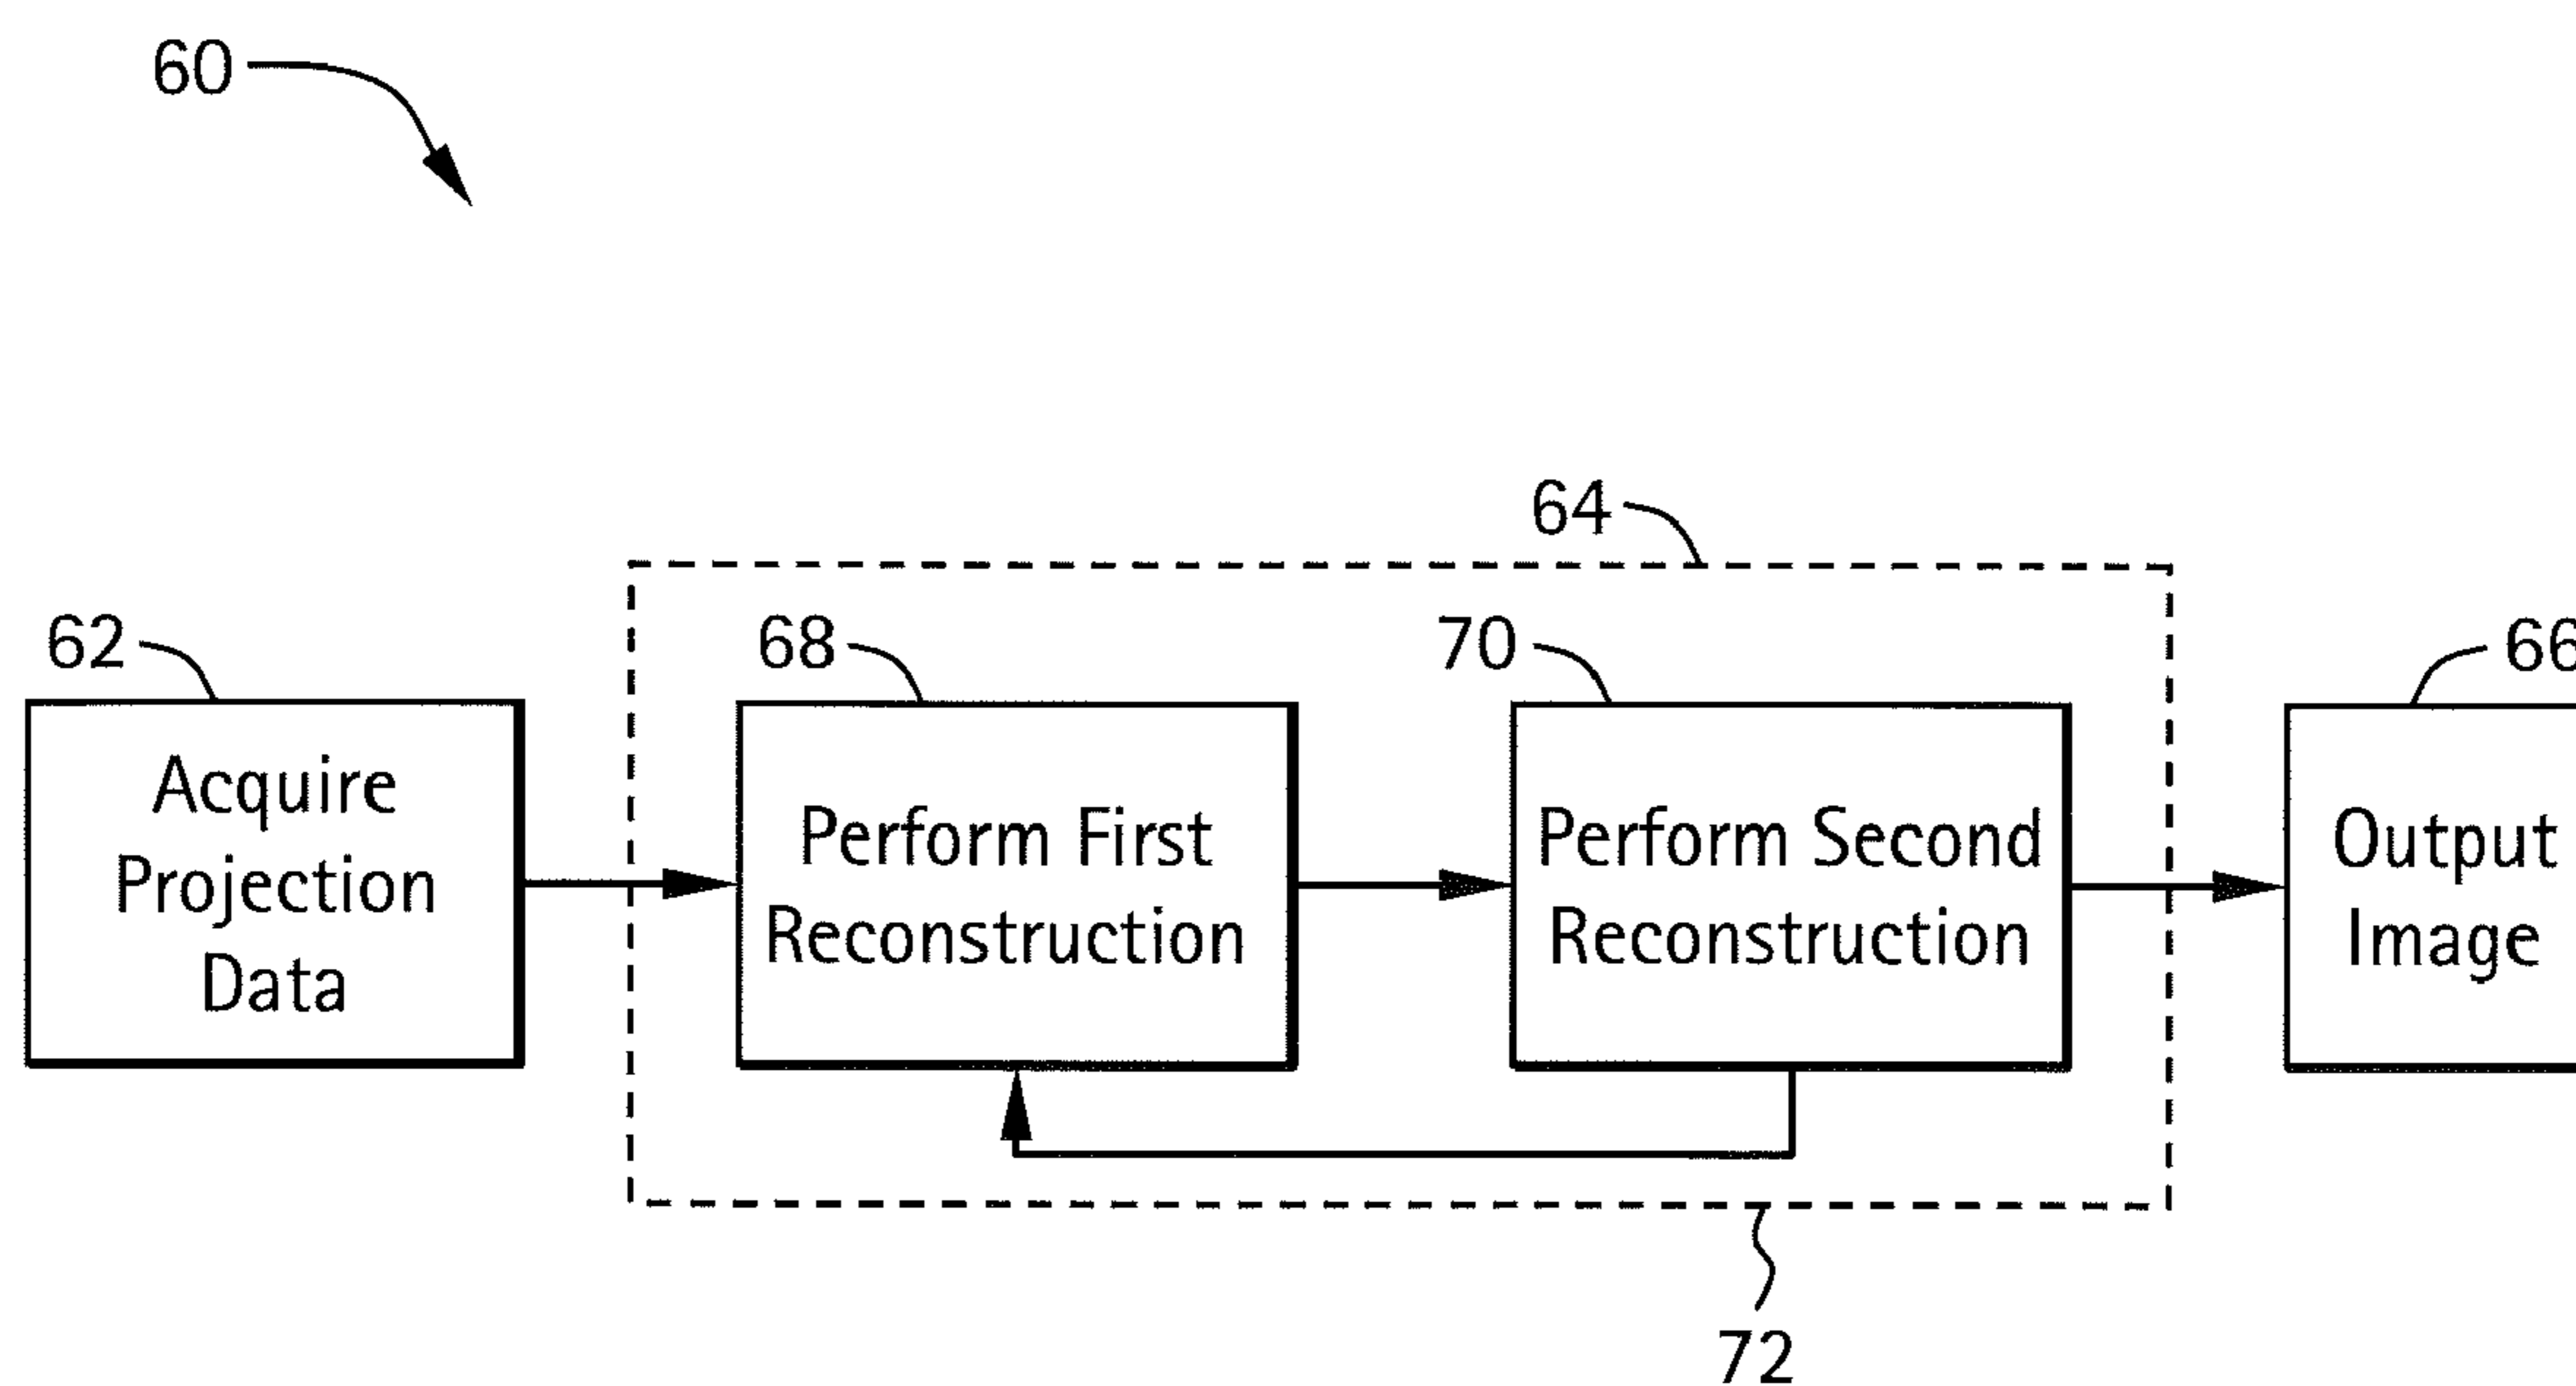 60
64
62
68
70
66
Acquire
Projection
Data
Perform First
Reconstruction
Perform Second
Reconstruction
Output
Image
72